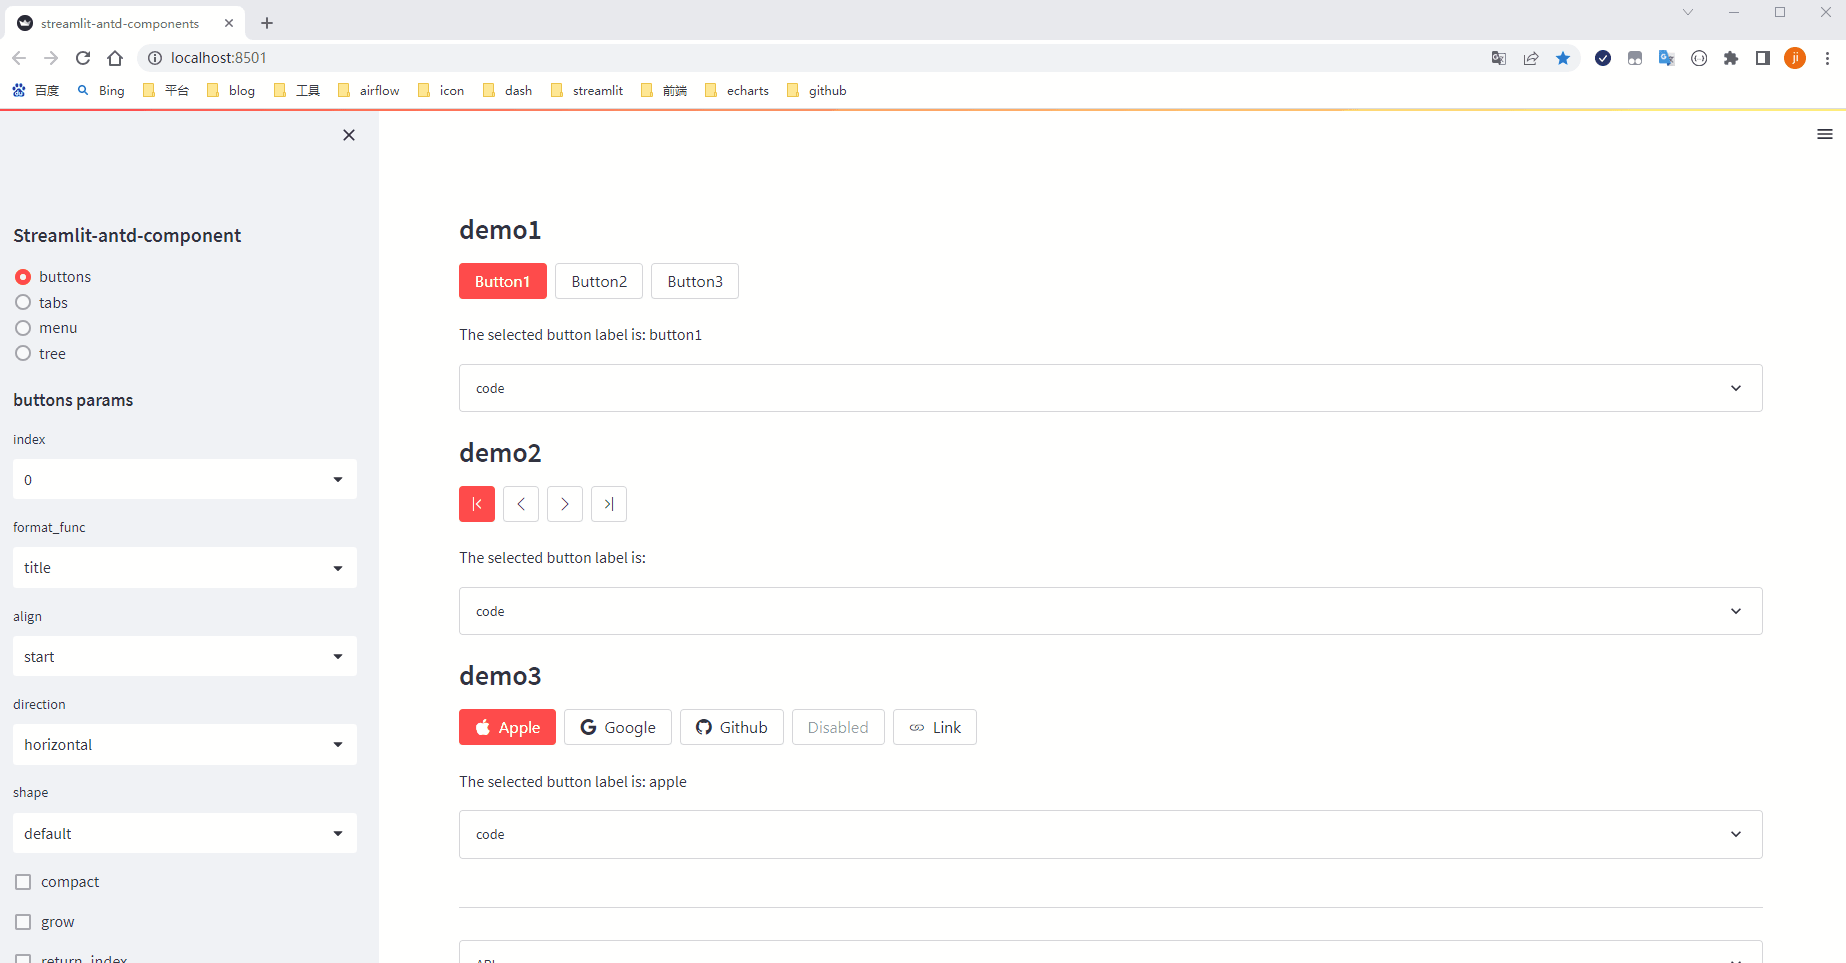 streamlit-antd-components
localhost:8501
ji
百度 Bing 平台 blog 工具 airflow icon dash streamlit 前端 echarts github
Streamlit-antd-component
buttons
tabs
menu
tree
buttons params
index
0
format_func
title
align
start
direction
horizontal
shape
default
compact
grow
return_index
demo1
Button1 Button2 Button3
The selected button label is: button1
code
demo2
The selected button label is:
code
demo3
Apple Google Github Disabled Link
The selected button label is: apple
code
API